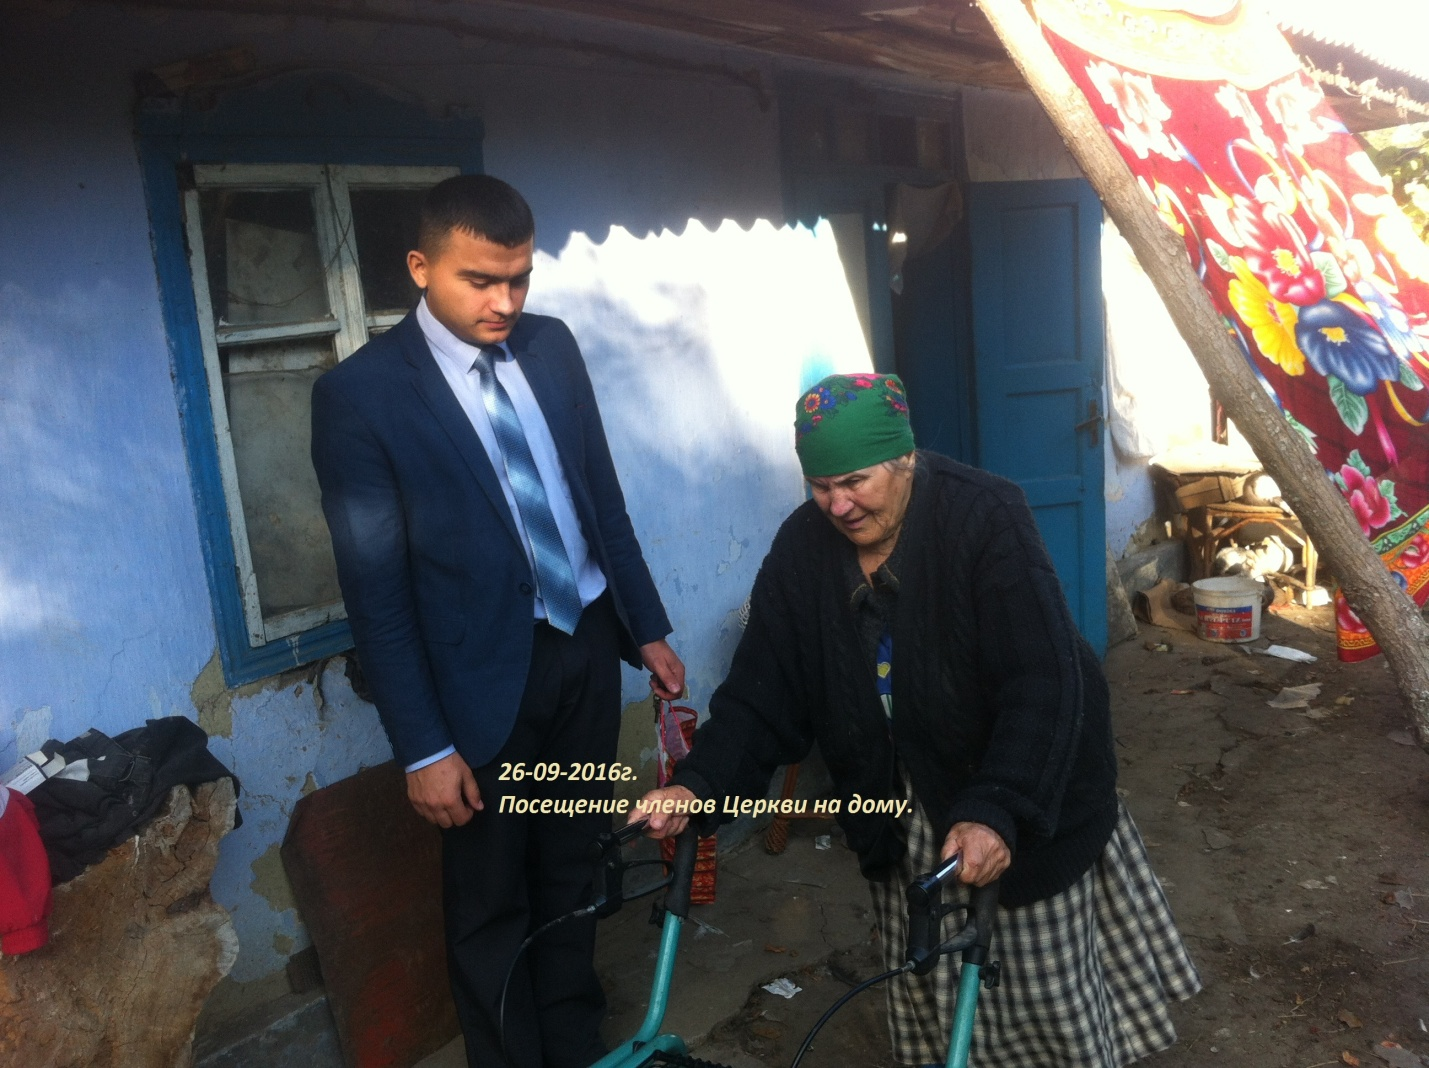 26-09-2016г.
Посещение членов Церкви на дому.